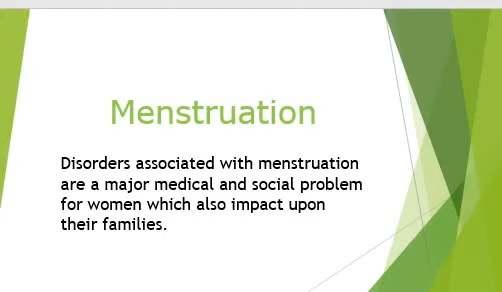 Menstruation
Disorders associated with menstruation
are a major medical and social problem
for women which also impact upon
their families.